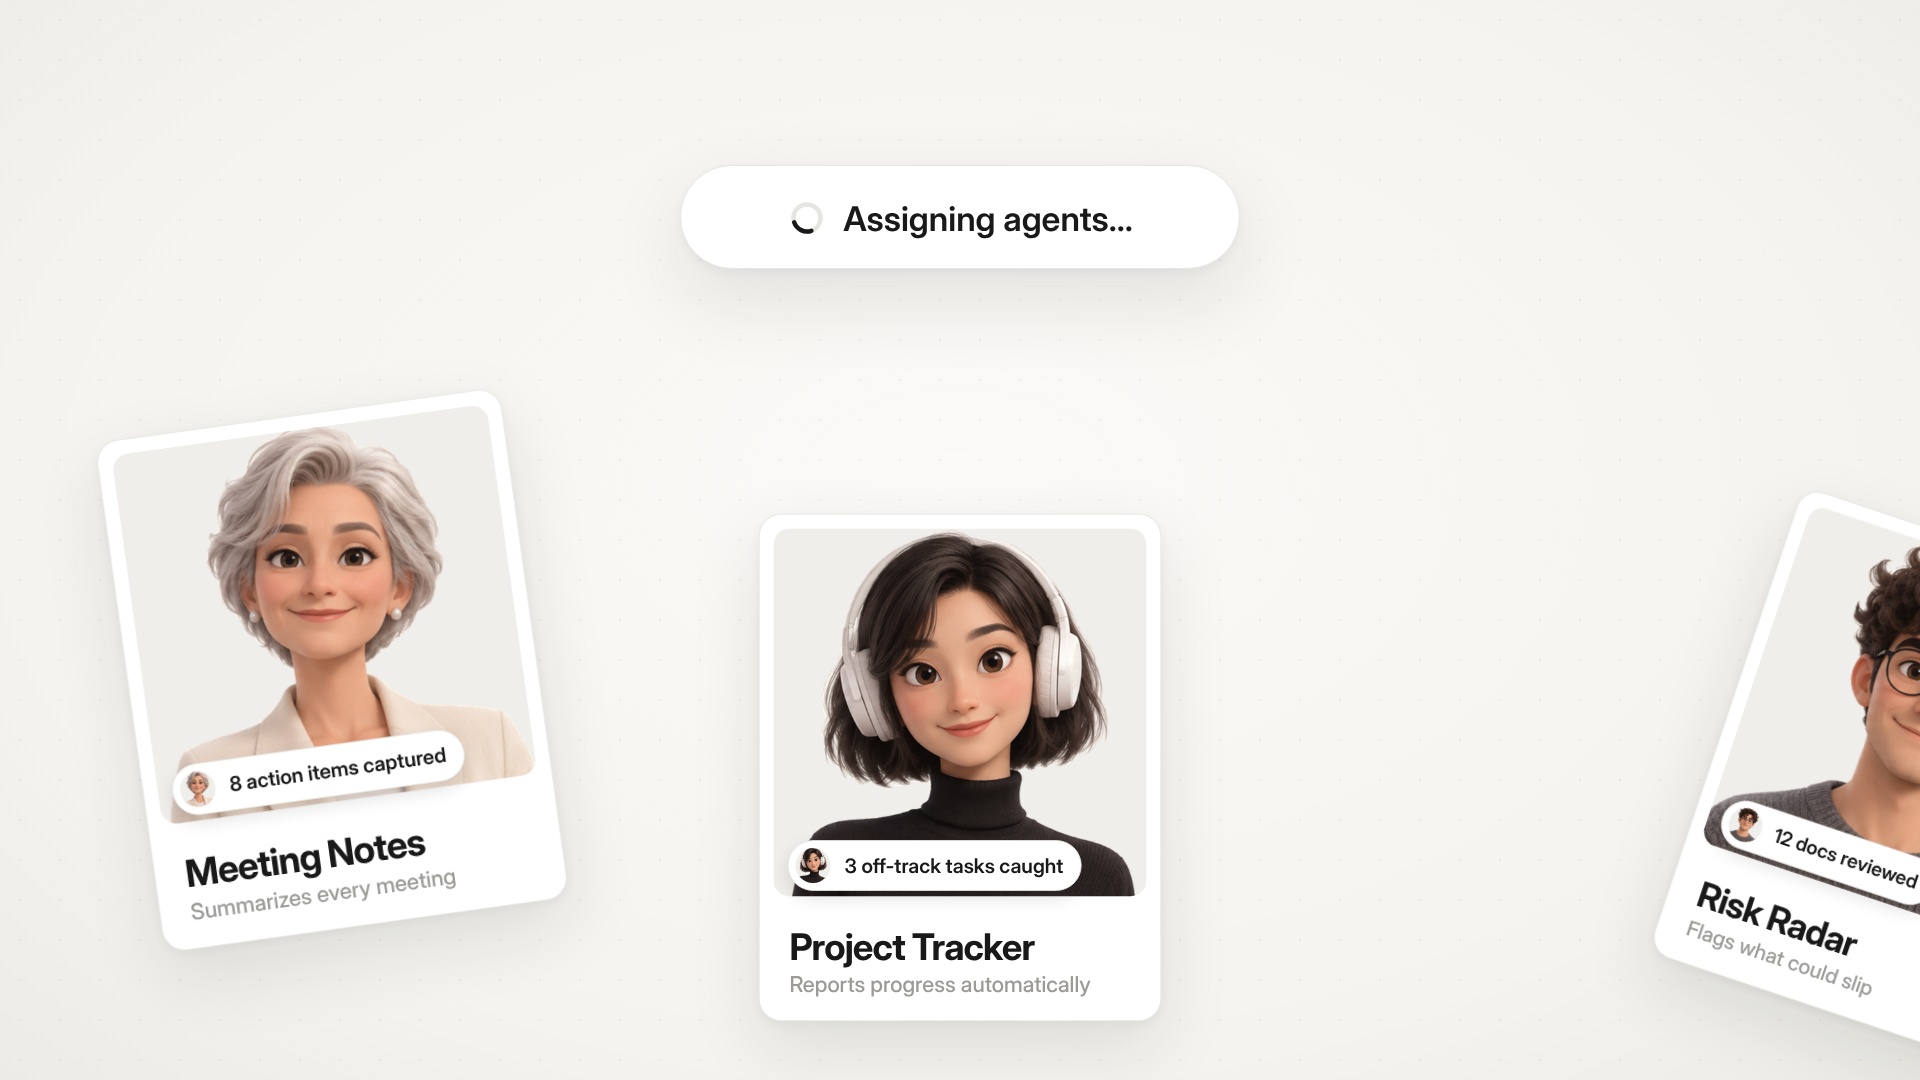 Assigning agents...
8 action items captured
Meeting Notes
Summarizes every meeting
3 off-track tasks caught
Project Tracker
Reports progress automatically
12 docs reviewed
Risk Radar
Flags what could slip